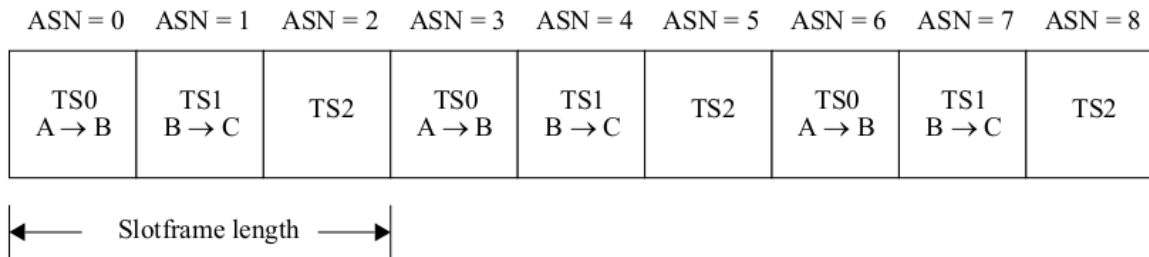 ASN = 0 ASN = 1 ASN = 2 ASN = 3 ASN = 4 ASN = 5 ASN = 6 ASN = 7 ASN = 8
TS0 TS1 TS2 TS0 TS1 TS2 TS0 TS1 TS2
A → B B → C A → B B → C A → B B → C
Slotframe length